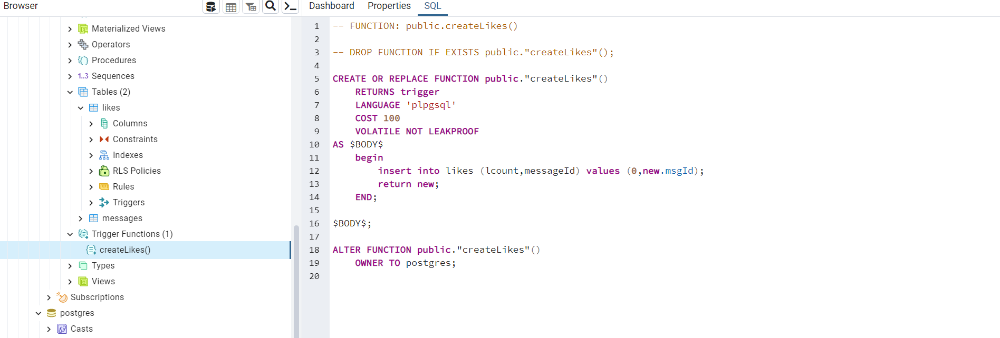 Browser
Dashboard Properties SQL
Materialized Views
Operators
Procedures
1..3 Sequences
Tables (2)
likes
Columns
Constraints
Indexes
RLS Policies
Rules
Triggers
messages
Trigger Functions (1)
createLikes()
Types
Views
Subscriptions
postgres
Casts
1 -- FUNCTION: public.createLikes()
2
3 -- DROP FUNCTION IF EXISTS public."createLikes"();
4
5 CREATE OR REPLACE FUNCTION public."createLikes"()
6 RETURNS trigger
7 LANGUAGE 'plpgsql'
8 COST 100
9 VOLATILE NOT LEAKPROOF
10 AS $BODY$
11 begin
12 insert into likes (lcount,messageId) values (0,new.msgId);
13 return new;
14 END;
15
16 $BODY$;
17
18 ALTER FUNCTION public."createLikes"()
19 OWNER TO postgres;
20